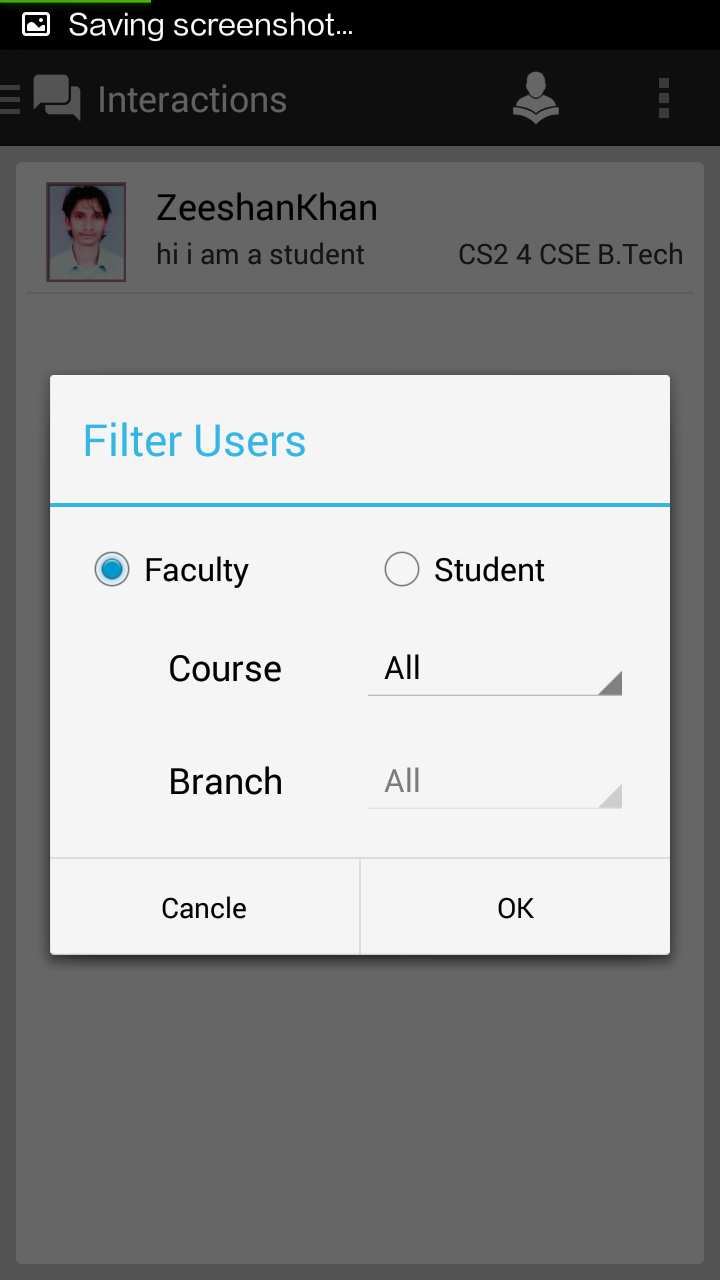 Saving screenshot...
Interactions
ZeeshanKhan
hi i am a student CS2 4 CSE B.Tech
Filter Users
Faculty Student
Course All
Branch All
Cancle OK